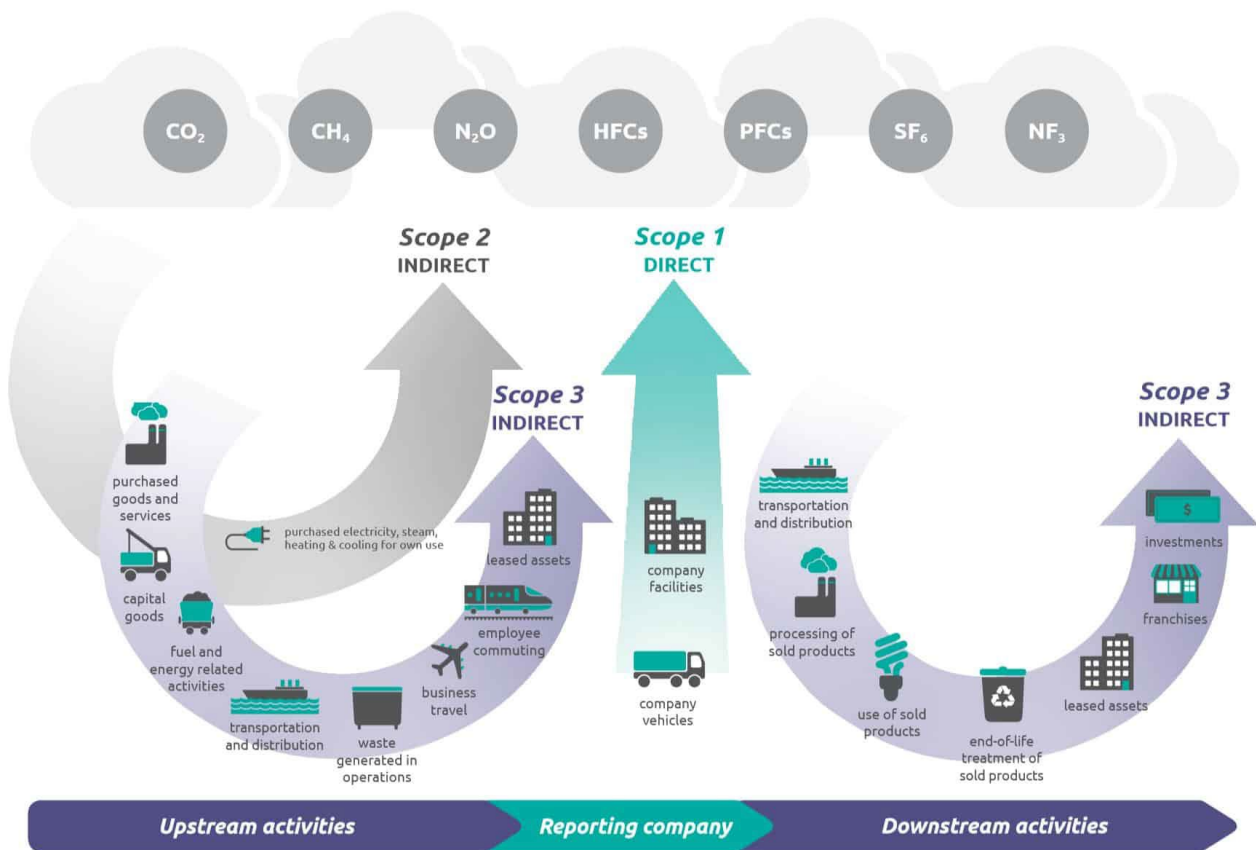 CO₂
CH₄
N₂O
HFCs
PFCs
SF₆
NF₃
Scope 2
INDIRECT
Scope 1
DIRECT
Scope 3
INDIRECT
Scope 3
INDIRECT
purchased
goods and
services
capital
goods
fuel and
energy related
activities
transportation
and distribution
waste
generated in
operations
business
travel
employee
commuting
leased assets
purchased electricity, steam,
heating & cooling for own use
company
facilities
company
vehicles
transportation
and distribution
processing of
sold products
use of sold
products
end-of-life
treatment of
sold products
leased assets
franchises
$
investments
Upstream activities
Reporting company
Downstream activities